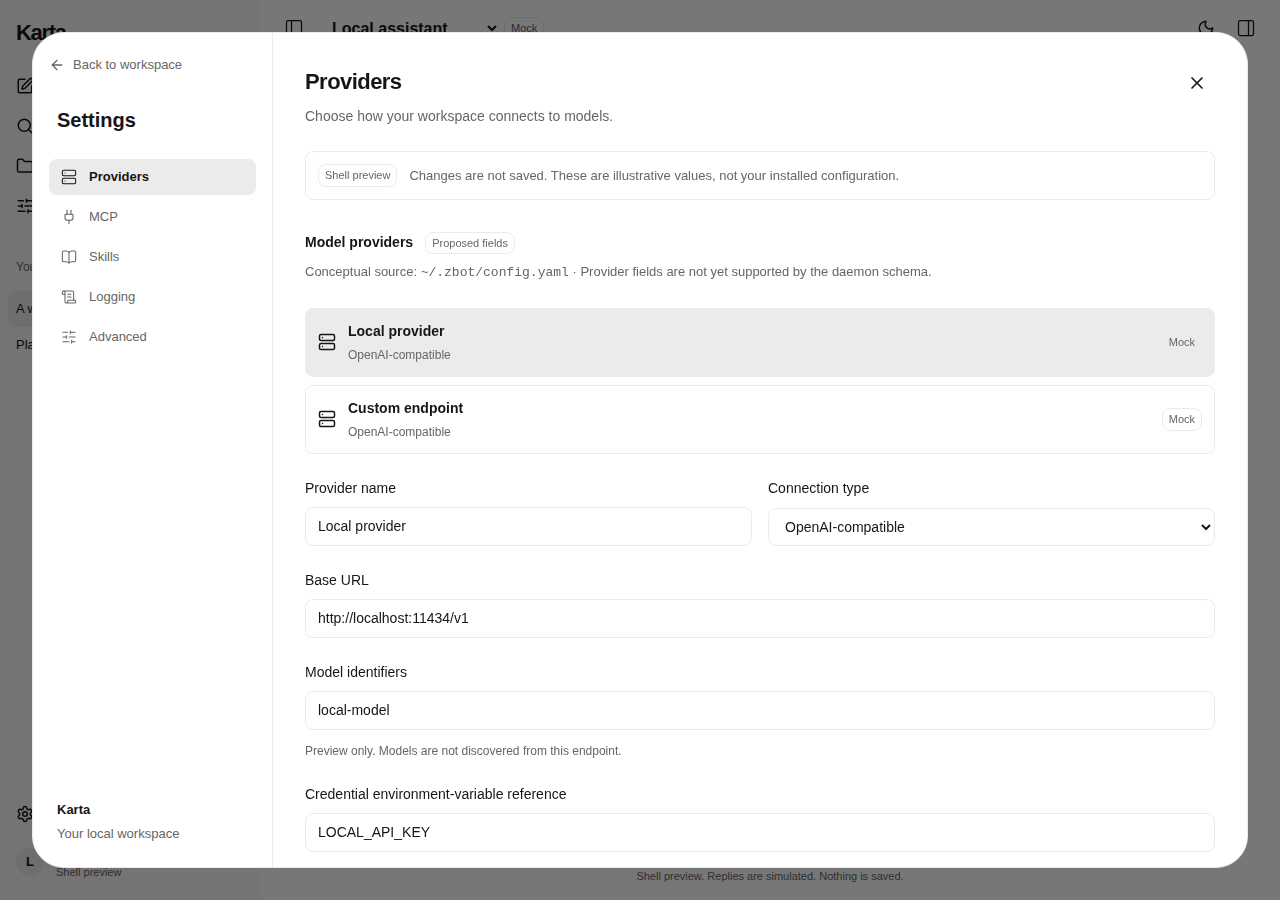 Karta
Local assistant
Mock
Back to workspace
Settings
Providers
MCP
Skills
Logging
Advanced
Karta
Your local workspace
Providers
Choose how your workspace connects to models.
Shell preview
Changes are not saved. These are illustrative values, not your installed configuration.
Model providers
Proposed fields
Conceptual source: ~/.zbot/config.yaml · Provider fields are not yet supported by the daemon schema.
Local provider
OpenAI-compatible
Mock
Custom endpoint
OpenAI-compatible
Mock
Provider name
Connection type
Local provider
OpenAI-compatible
Base URL
http://localhost:11434/v1
Model identifiers
local-model
Preview only. Models are not discovered from this endpoint.
Credential environment-variable reference
LOCAL_API_KEY
L
Shell preview
Shell preview. Replies are simulated. Nothing is saved.